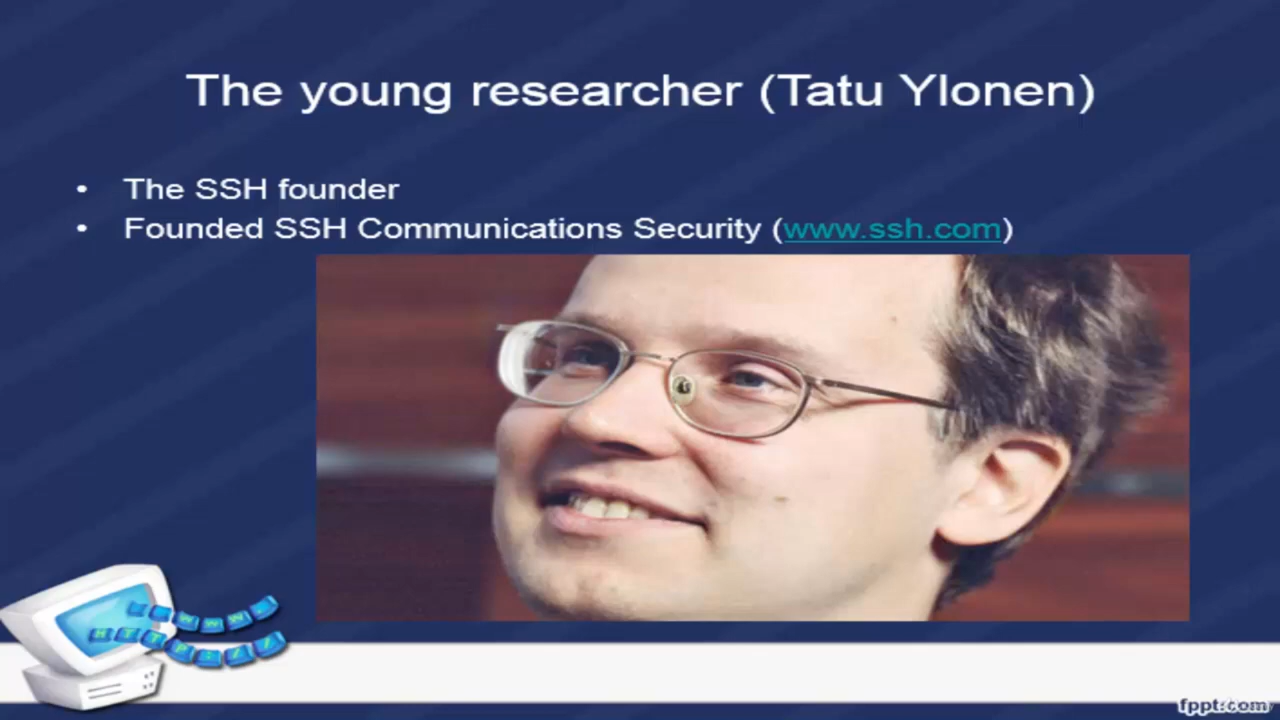 The young researcher (Tatu Ylonen)
• The SSH founder
• Founded SSH Communications Security (www.ssh.com)
fppt.com